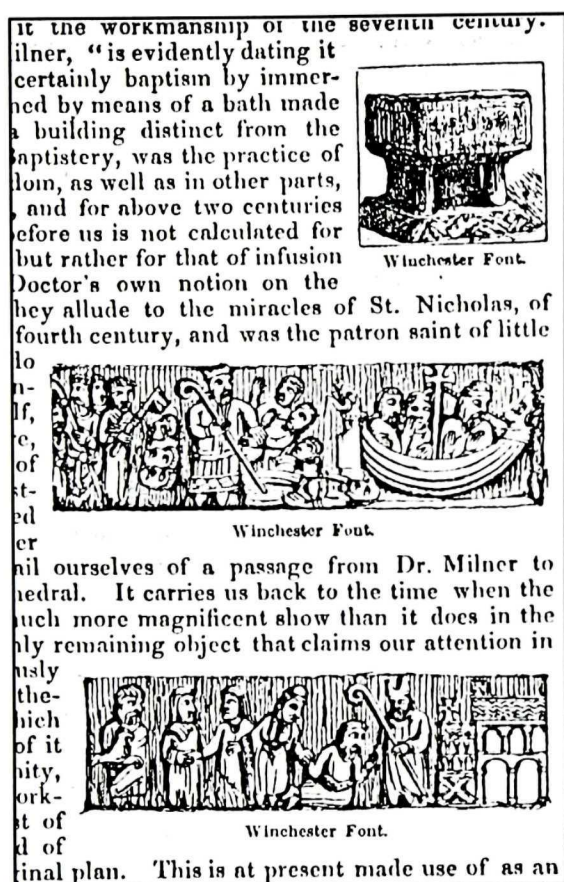 it the workmanship of the seventh century.
ilner, “is evidently dating it
certainly baptism by immer-
ned by means of a bath made
a building distinct from the
Baptistery, was the practice of
dom, as well as in other parts,
, and for above two centuries
before us is not calculated for
but rather for that of infusion
Doctor's own notion on the
Winchester Font.
hey allude to the miracles of St. Nicholas, of
fourth century, and was the patron saint of little
lo
n-
lf,
re,
of
st-
ed
er
Winchester Font.
ail ourselves of a passage from Dr. Milner to
hedral. It carries us back to the time when the
much more magnificent show than it does in the
nly remaining object that claims our attention in
usly
the-
hich
of it
nity,
ork-
st of
d of
Winchester Font.
ginal plan. This is at present made use of as an